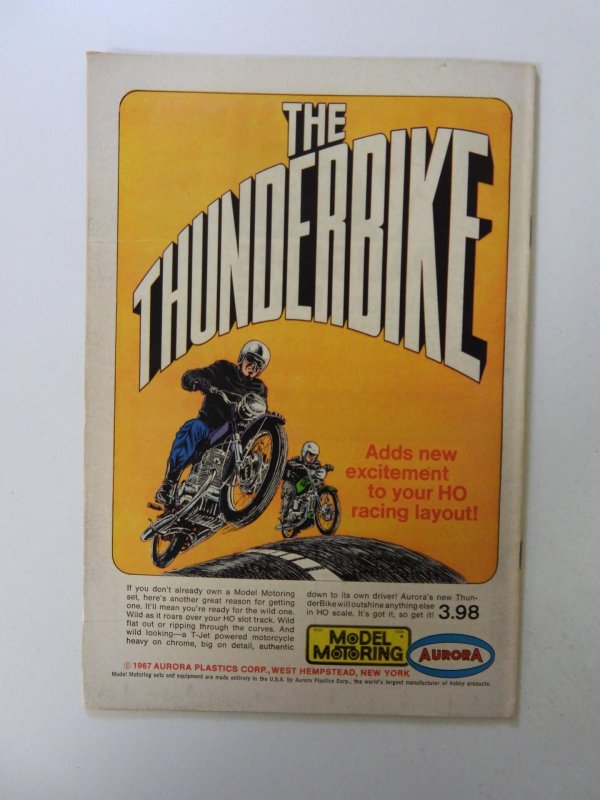 THE
THUNDERBIKE
Adds new
excitement
to your HO
racing layout!
If you don't already own a Model Motoring
set, here's another great reason for getting
one. It'll mean you're ready for the wild one.
Wild as it roars over your HO slot track. Wild
flat out or ripping through the curves. And
wild looking—a T-Jet powered motorcycle
heavy on chrome, big on detail, authentic
down to its own driver! Aurora's new Thun-
derBike will outshine anything else
in HO scale. It's got it, so get it! 3.98
MODEL
MOTORING
AURORA
© 1967 AURORA PLASTICS CORP., WEST HEMPSTEAD, NEW YORK
Model Motoring sets and equipment are made entirely in the U.S.A. by Aurora Plastics Corp., the world's largest manufacturer of hobby products.